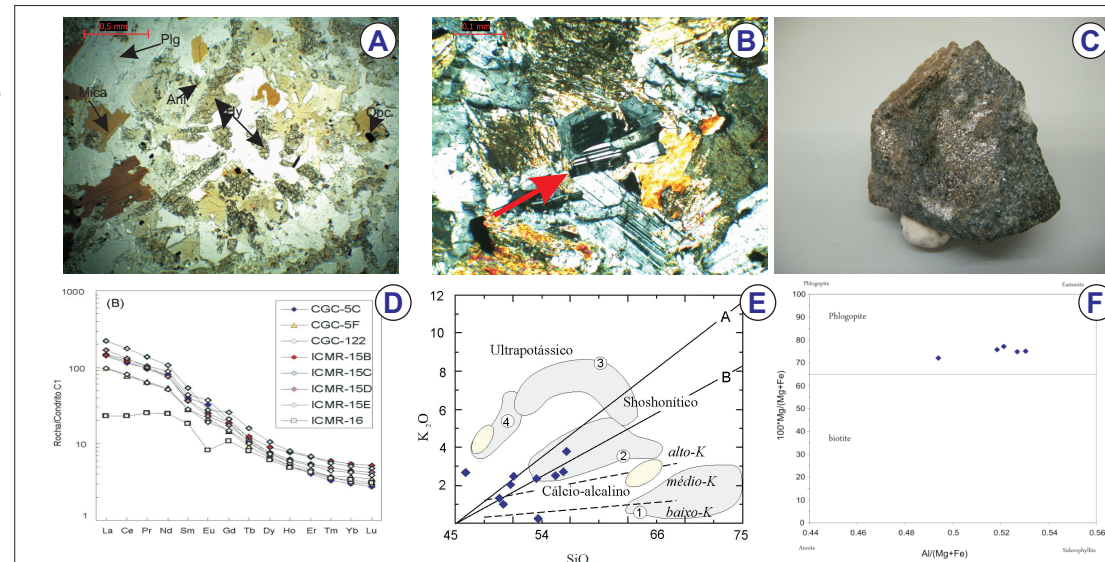 0.5 mm
A
Plg
Mica
Hy
Opc.
0.1 mm
B
C
(B)
D
1000
100
10
1
Rocha/Condrito C1
CGC-5C
CGC-5F
CGC-122
ICMR-15B
ICMR-15C
ICMR-15D
ICMR-15E
ICMR-16
La Ce Pr Nd Sm Eu Gd Tb Dy Ho Er Tm Yb Lu
E
12
10
8
6
4
2
0
K2O
A
B
Ultrapotássico
3
Shoshonítico
4
alto-K
2
Cálcio-alcalino
médio-K
baixo-K
1
45 54 66 75
SiO
F
Phlogopite Eastonite
100
90
80
70
60
50
40
30
20
10
0
100*Mg/(Mg+Fe)
Phlogopite
biotite
0.44 0.46 0.48 0.50 0.52 0.54 0.56
Annite Siderophyllite
Al/(Mg+Fe)